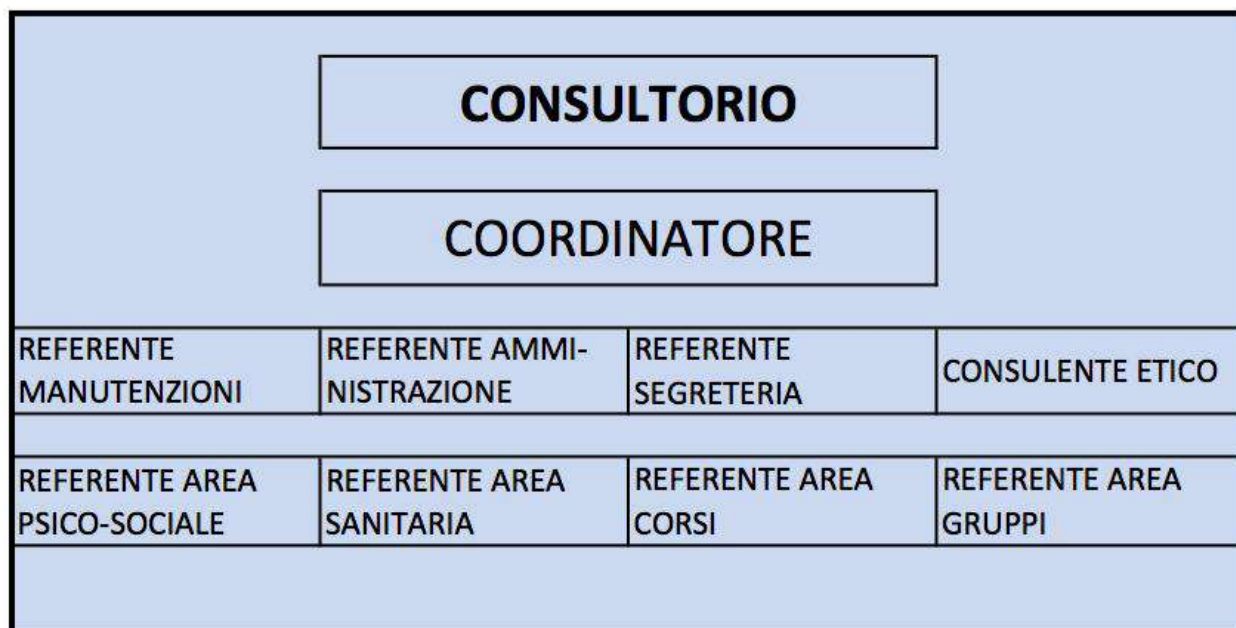 CONSULTORIO
COORDINATORE
REFERENTE
MANUTENZIONI
REFERENTE AMMI-
NISTRAZIONE
REFERENTE
SEGRETERIA
CONSULENTE ETICO
REFERENTE AREA
PSICO-SOCIALE
REFERENTE AREA
SANITARIA
REFERENTE AREA
CORSI
REFERENTE AREA
GRUPPI